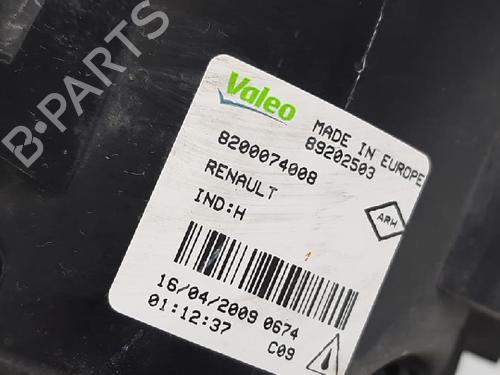 B-PARTS
Valeo
MADE IN EUROPE
89202503
8200074008
RENAULT
IND:H
ARH
16/04/2009 0674
01:12:37 C09